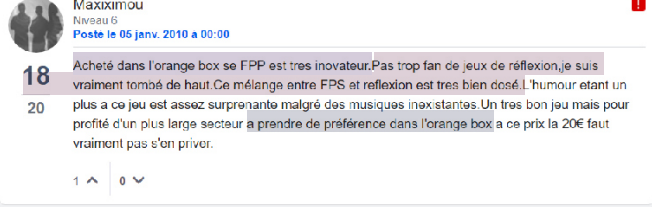 Maxiximou
Niveau 6
Poste le 05 janv. 2010 a 00:00
18
20
Acheté dans l'orange box se FPP est tres inovateur.Pas trop fan de jeux de réflexion,je suis
vraiment tombé de haut.Ce mélange entre FPS et reflexion est tres bien dosé.L'humour etant un
plus a ce jeu est assez surprenante malgré des musiques inexistantes.Un tres bon jeu mais pour
profité d'un plus large secteur a prendre de préférence dans l'orange box a ce prix la 20€ faut
vraiment pas s'en priver.
1
0